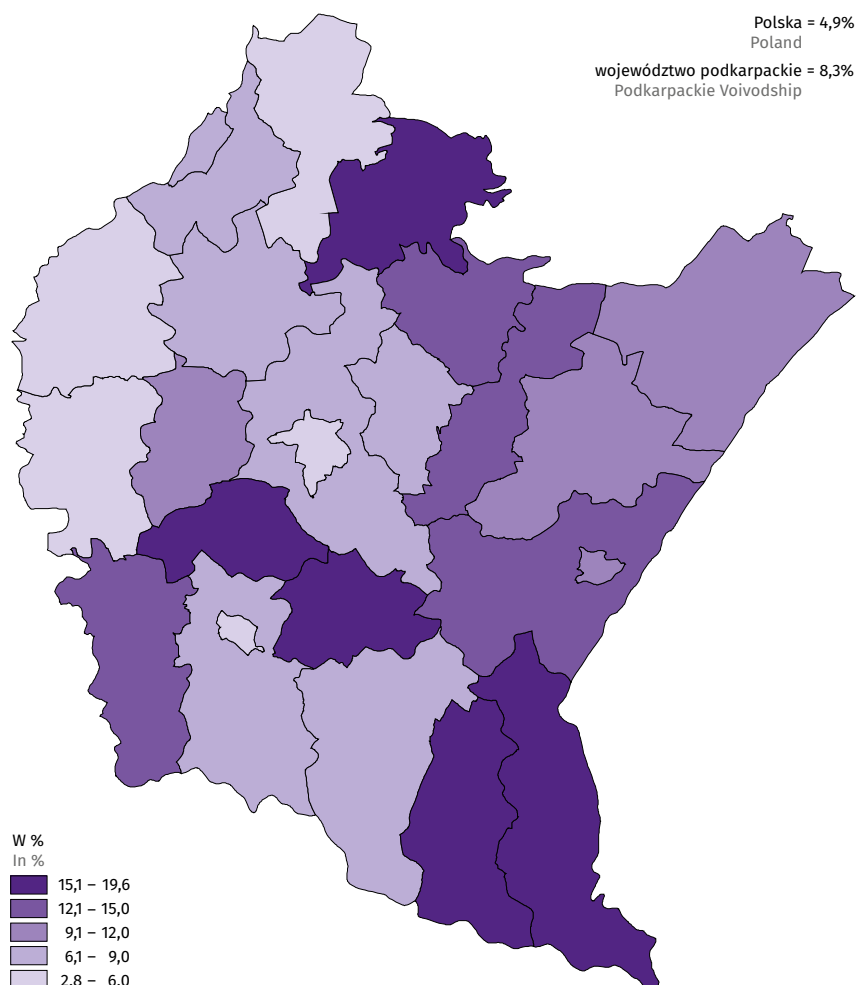 Polska = 4,9%
Poland
województwo podkarpackie = 8,3%
Podkarpackie Voivodship
W %
In %
15,1 – 19,6
12,1 – 15,0
9,1 – 12,0
6,1 – 9,0
2,8 – 6,0